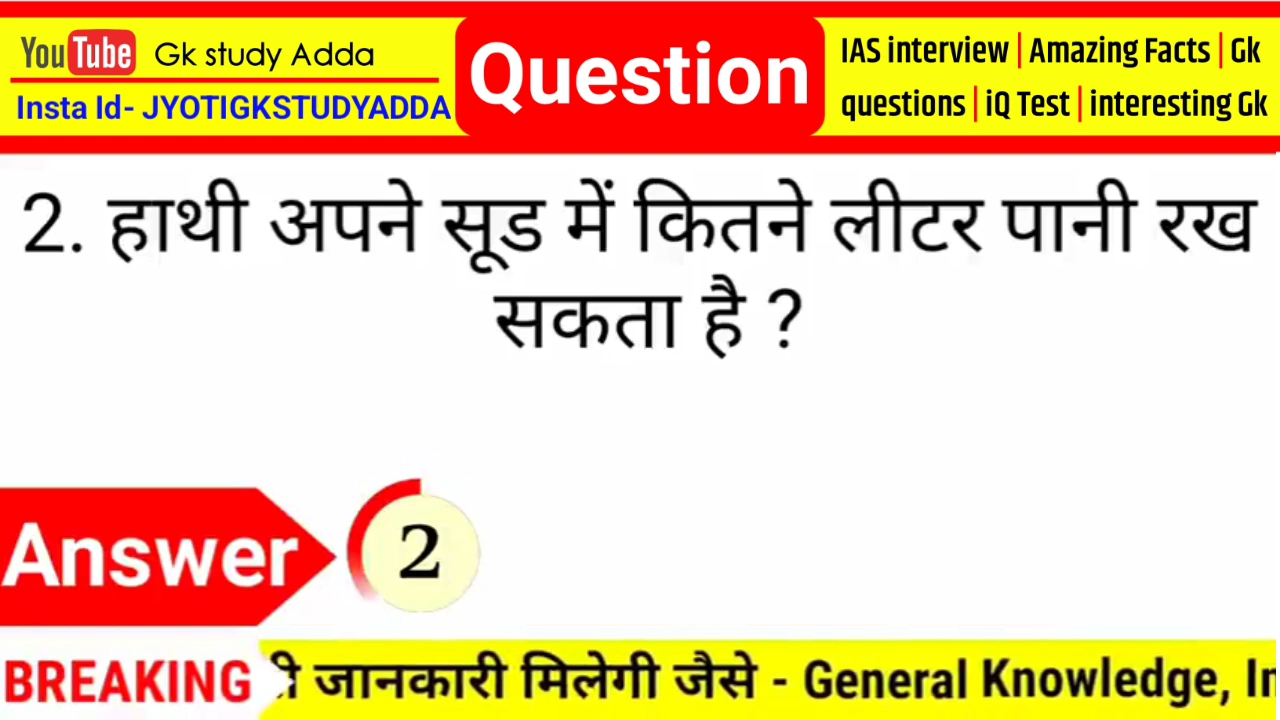 YouTube Gk study Adda
Insta Id- JYOTIGKSTUDYADDA
Question
IAS interview | Amazing Facts | Gk
questions | iQ Test | interesting Gk
2. हाथी अपने सूड में कितने लीटर पानी रख
सकता है ?
Answer 2
BREAKING जानकारी मिलेगी जैसे - General Knowledge,